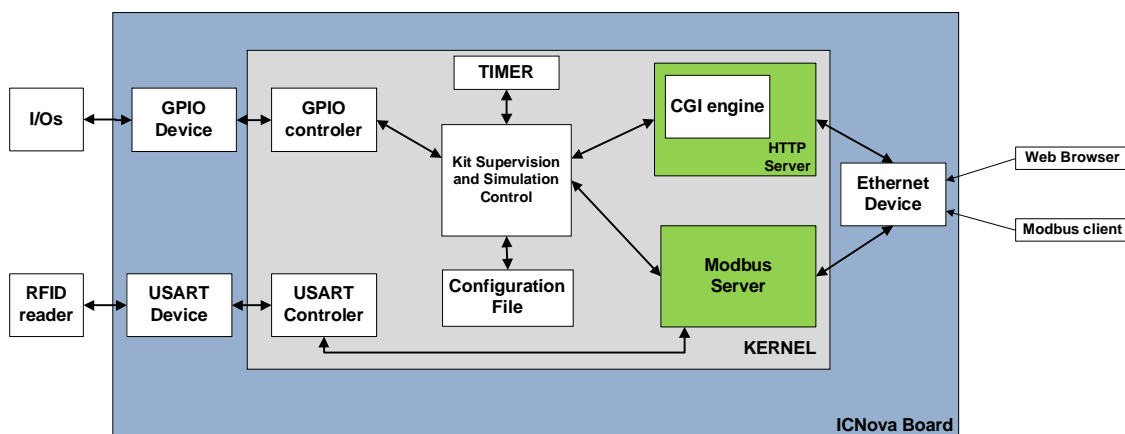 TIMER
I/Os
GPIO
Device
GPIO
controler
CGI engine
HTTP
Server
Kit Supervision
and Simulation
Control
Ethernet
Device
Web Browser
Modbus client
RFID
reader
USART
Device
USART
Controler
Configuration
File
Modbus
Server
KERNEL
ICNova Board